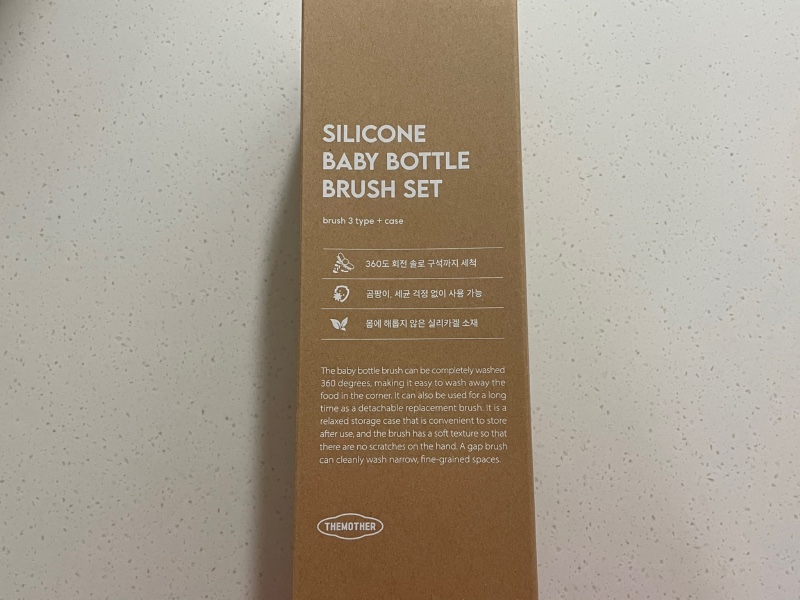 SILICONE
BABY BOTTLE
BRUSH SET
brush 3 type + case
360도 회전 솔로 구석까지 세척
곰팡이, 세균 걱정 없이 사용 가능
몸에 해롭지 않은 실리카겔 소재
The baby bottle brush can be completely washed
360 degrees, making it easy to wash away the
food in the corner. It can also be used for a long
time as a detachable replacement brush. It is a
relaxed storage case that is convenient to store
after use, and the brush has a soft texture so that
there are no scratches on the hand. A gap brush
can cleanly wash narrow, fine-grained spaces.
THEMOTHER